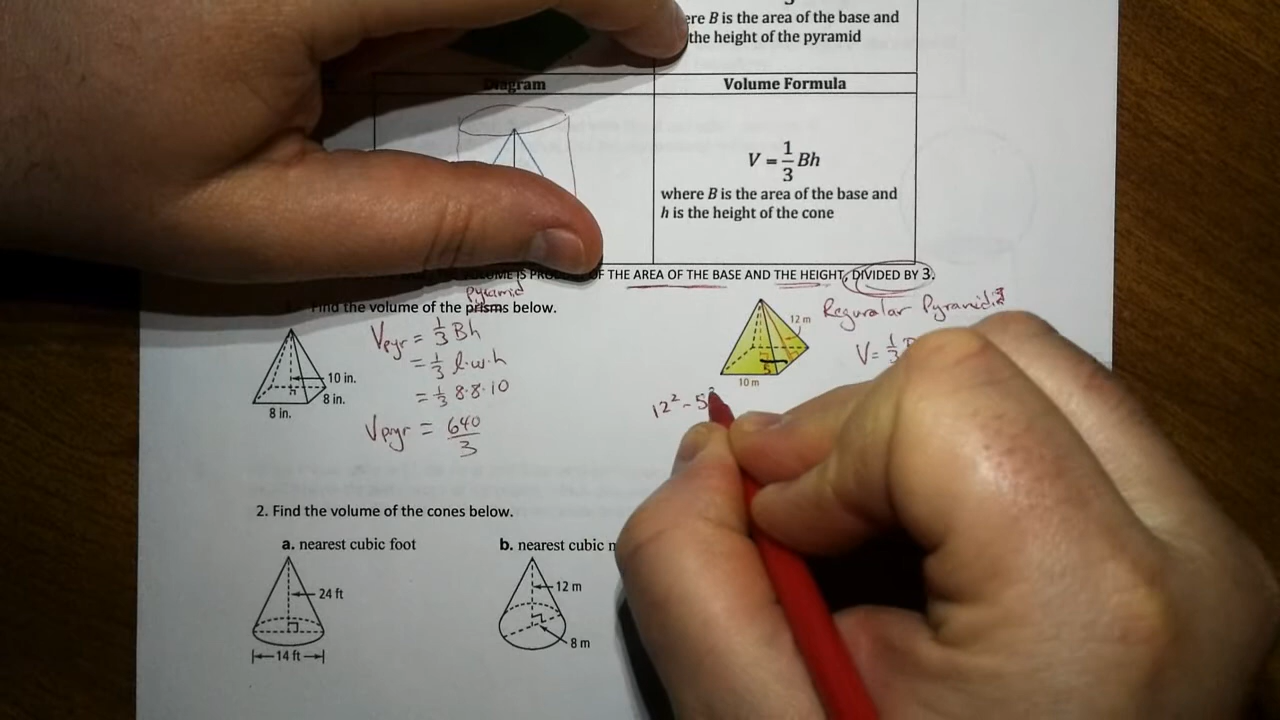 ere B is the area of the base and
the height of the pyramid
Diagram Volume Formula
V = 1/3 Bh
where B is the area of the base and
h is the height of the cone
OF THE AREA OF THE BASE AND THE HEIGHT, DIVIDED BY 3.
pyramid
Find the volume of the prisms below.
Vpyr = 1/3 Bh
= 1/3 l·w·h
= 1/3 8·8·10
Vpyr = 640/3
10 in.
8 in.
8 in.
Reguralar Pyramid
12 m
V = 1/3
10 m
5
12² - 5
2. Find the volume of the cones below.
a. nearest cubic foot
24 ft
14 ft
b. nearest cubic
12 m
8 m